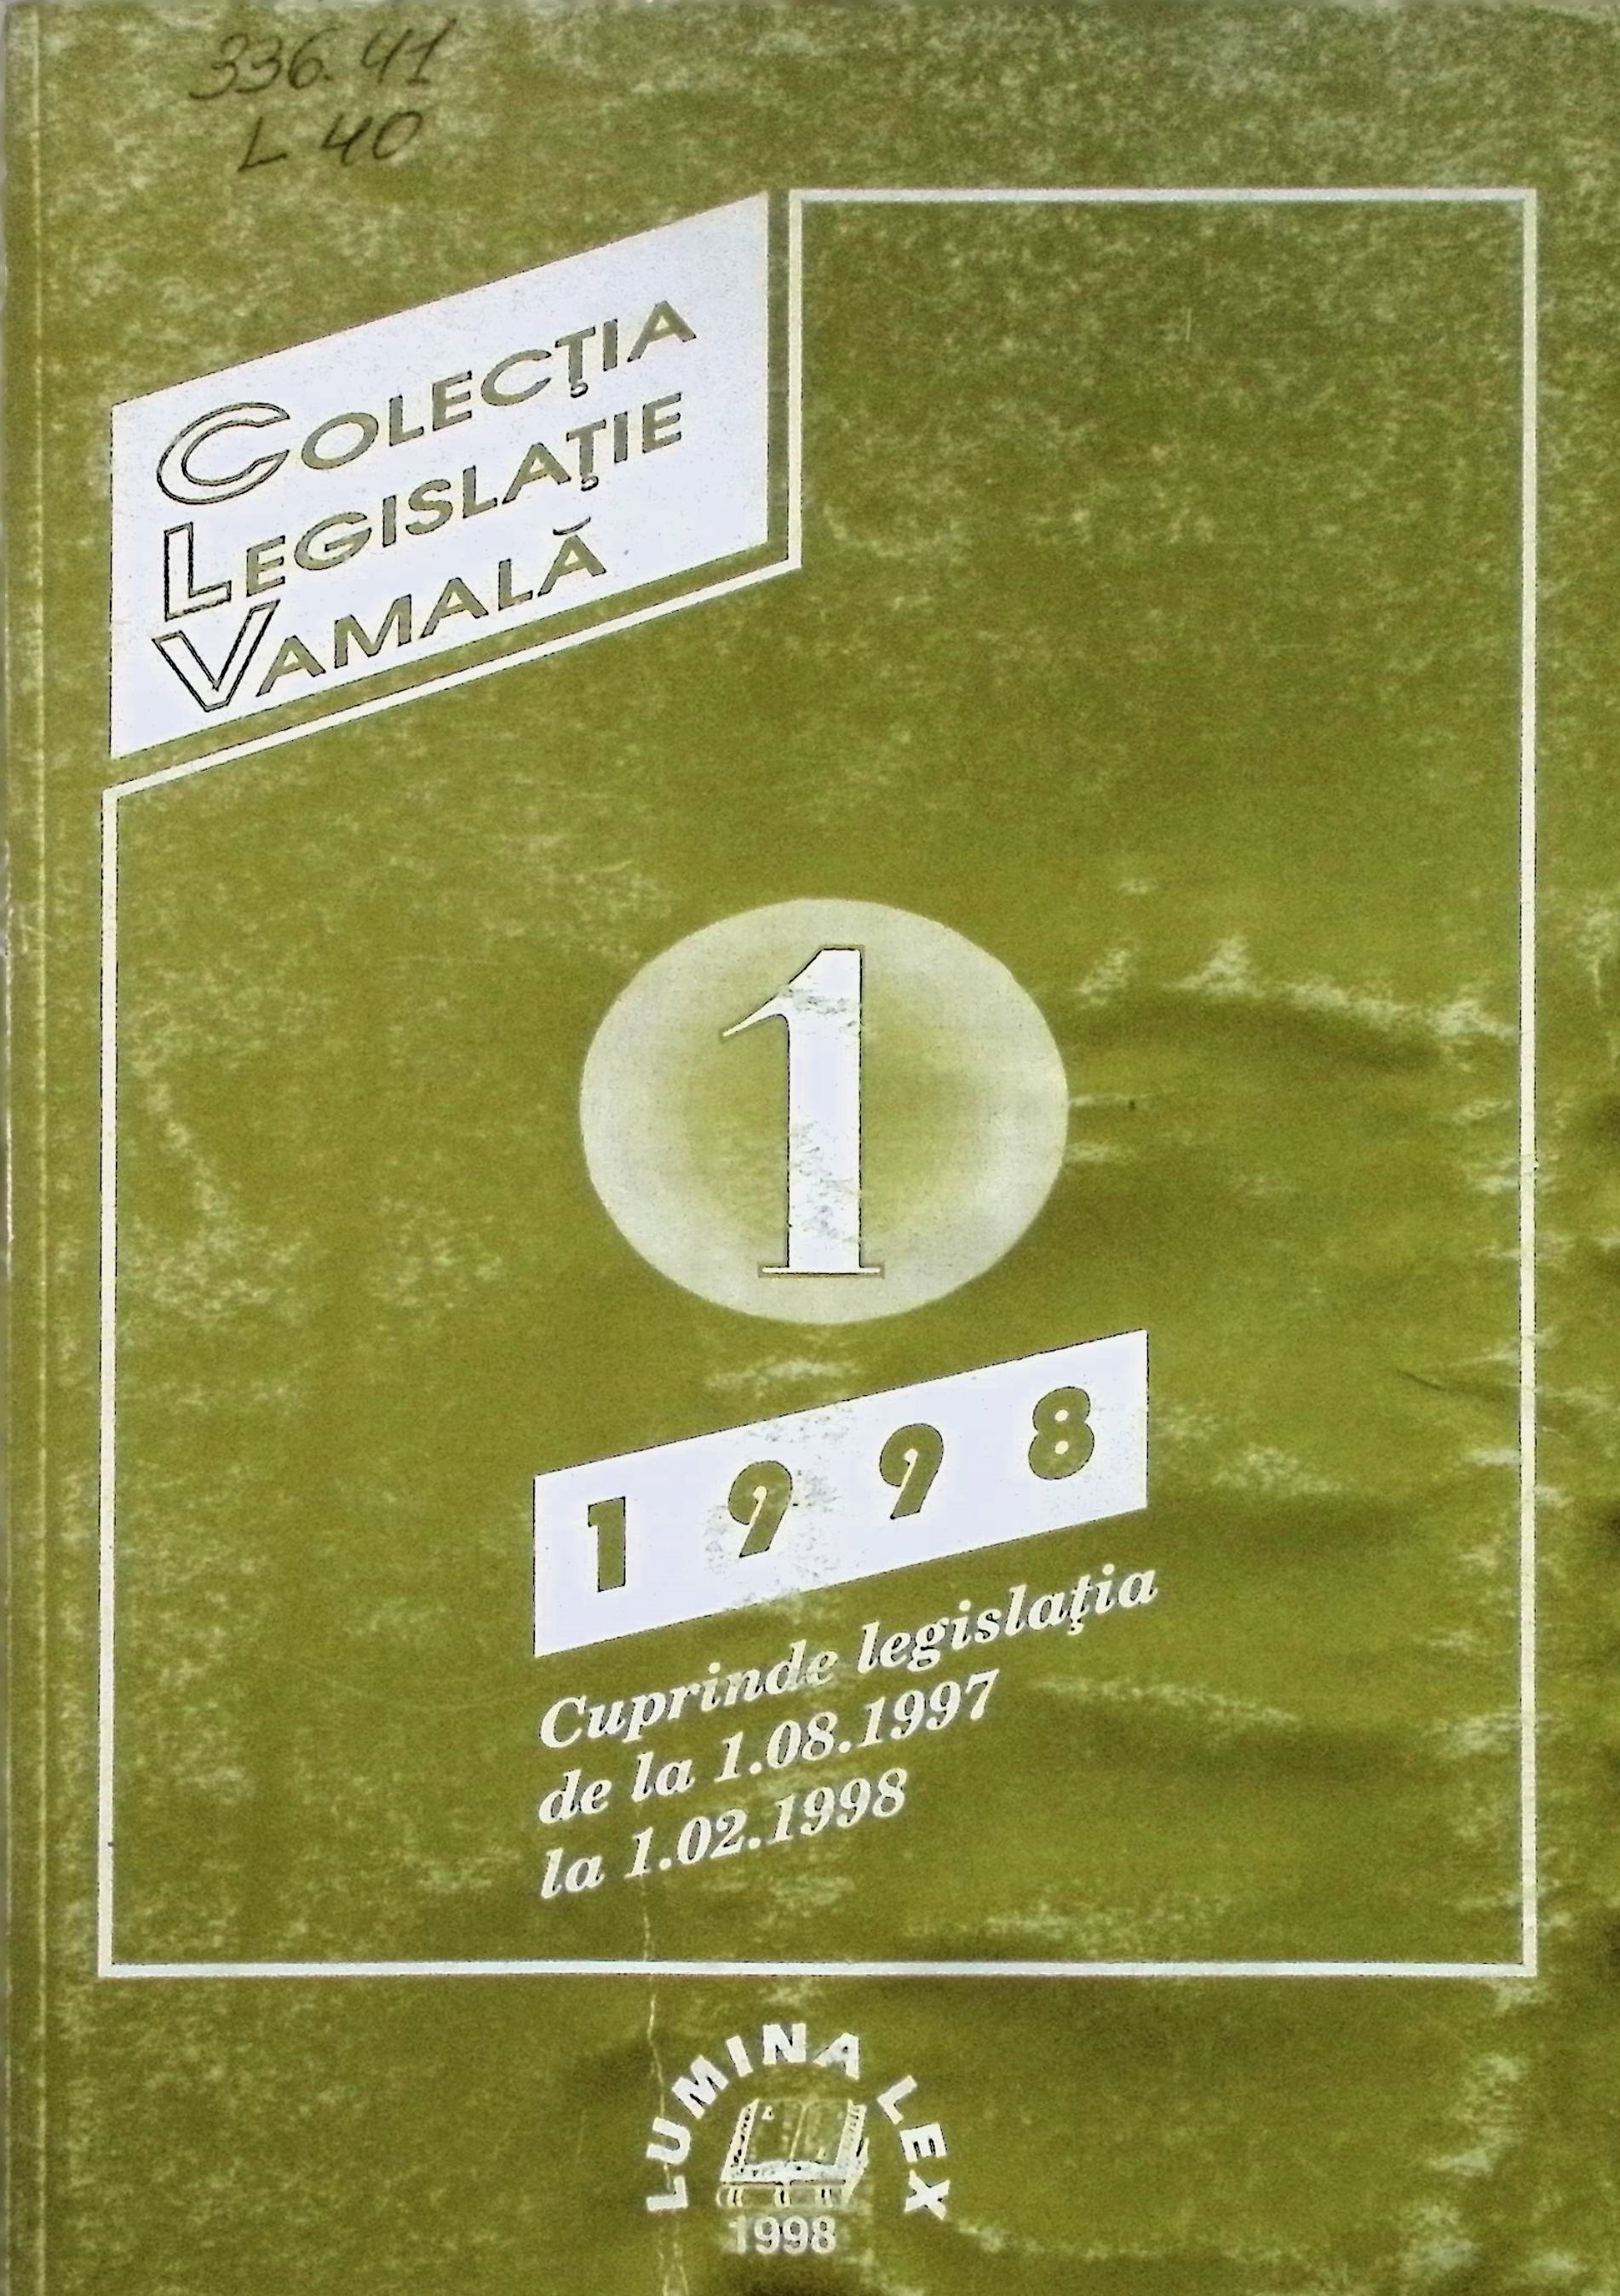 336.41
L 40
COLECŢIA
LEGISLAŢIE
VAMALĂ
1
1998
Cuprinde legislaţia
de la 1.08.1997
la 1.02.1998
LUMINA LEX
1998